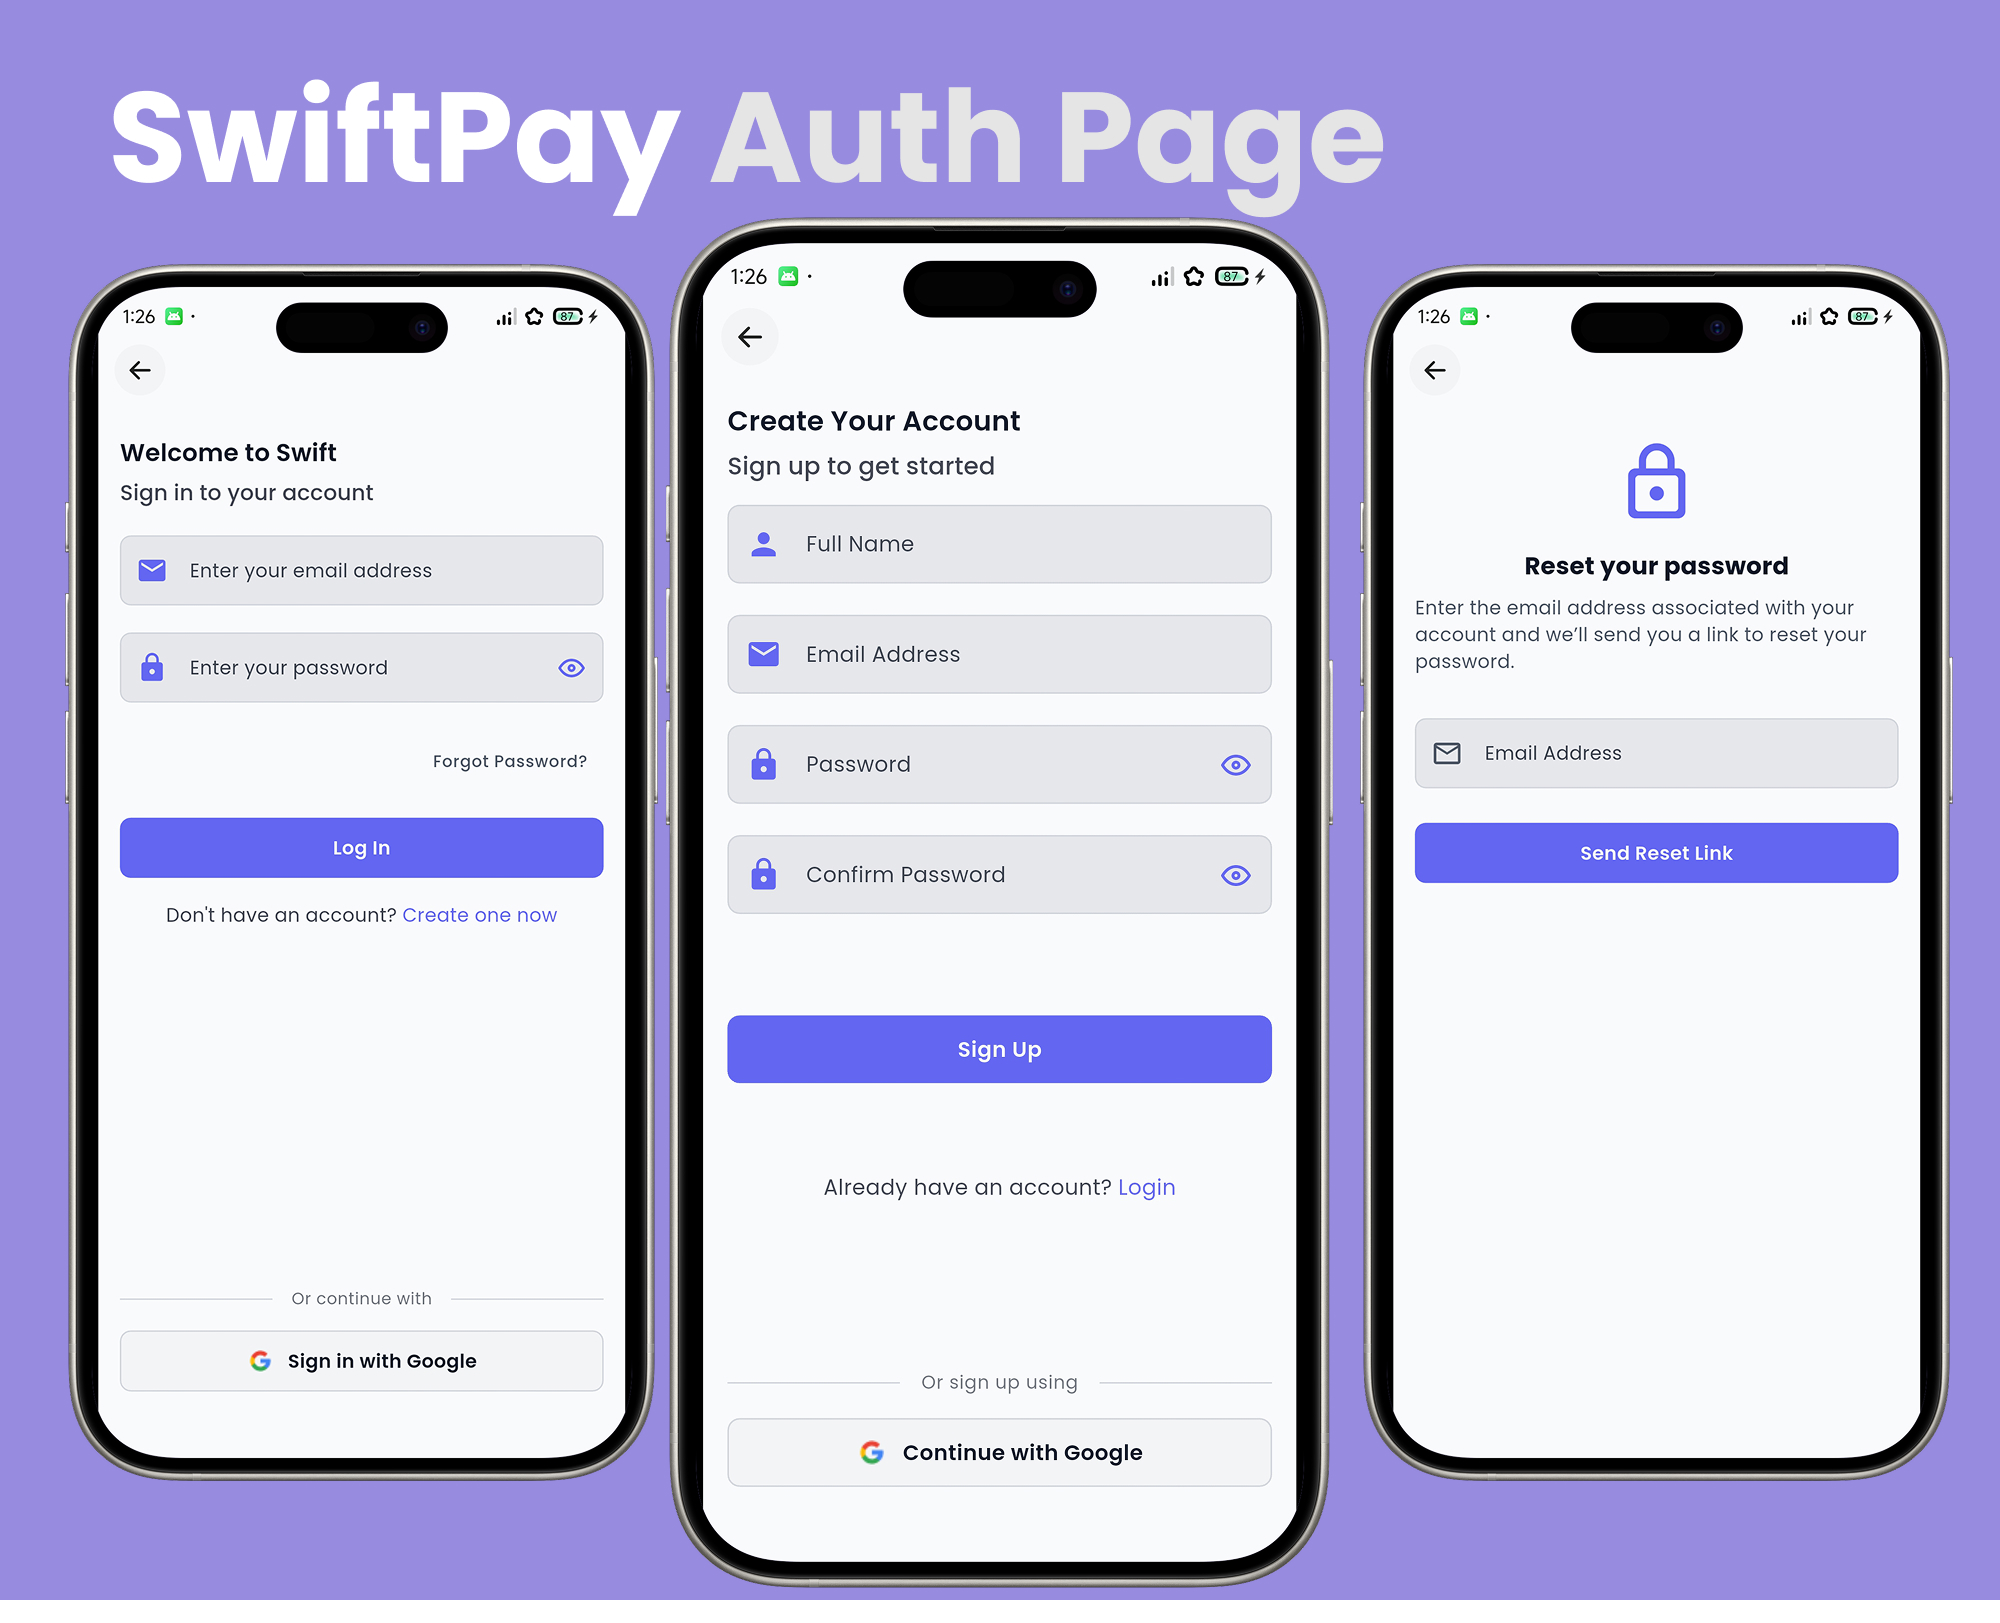 SwiftPay Auth Page
1:26
87
Welcome to Swift
Sign in to your account
Enter your email address
Enter your password
Forgot Password?
Log In
Don't have an account? Create one now
Or continue with
Sign in with Google
1:26
87
Create Your Account
Sign up to get started
Full Name
Email Address
Password
Confirm Password
Sign Up
Already have an account? Login
Or sign up using
Continue with Google
1:26
87
Reset your password
Enter the email address associated with your
account and we’ll send you a link to reset your
password.
Email Address
Send Reset Link